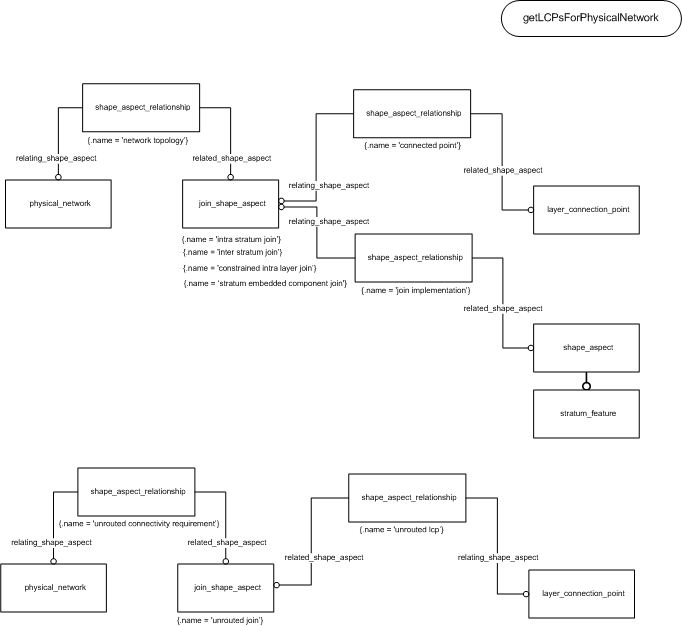 getLCPsForPhysicalNetwork
shape_aspect_relationship
{.name = 'network topology'}
relating_shape_aspect
related_shape_aspect
physical_network
join_shape_aspect
{.name = 'intra stratum join'}
{.name = 'inter stratum join'}
{.name = 'constrained intra layer join'}
{.name = 'stratum embedded component join'}
shape_aspect_relationship
{.name = 'connected point'}
relating_shape_aspect
related_shape_aspect
layer_connection_point
relating_shape_aspect
shape_aspect_relationship
{.name = 'join implementation'}
related_shape_aspect
shape_aspect
stratum_feature
shape_aspect_relationship
{.name = 'unrouted connectivity requirement'}
relating_shape_aspect
related_shape_aspect
physical_network
join_shape_aspect
{.name = 'unrouted join'}
shape_aspect_relationship
{.name = 'unrouted lcp'}
related_shape_aspect
relating_shape_aspect
layer_connection_point